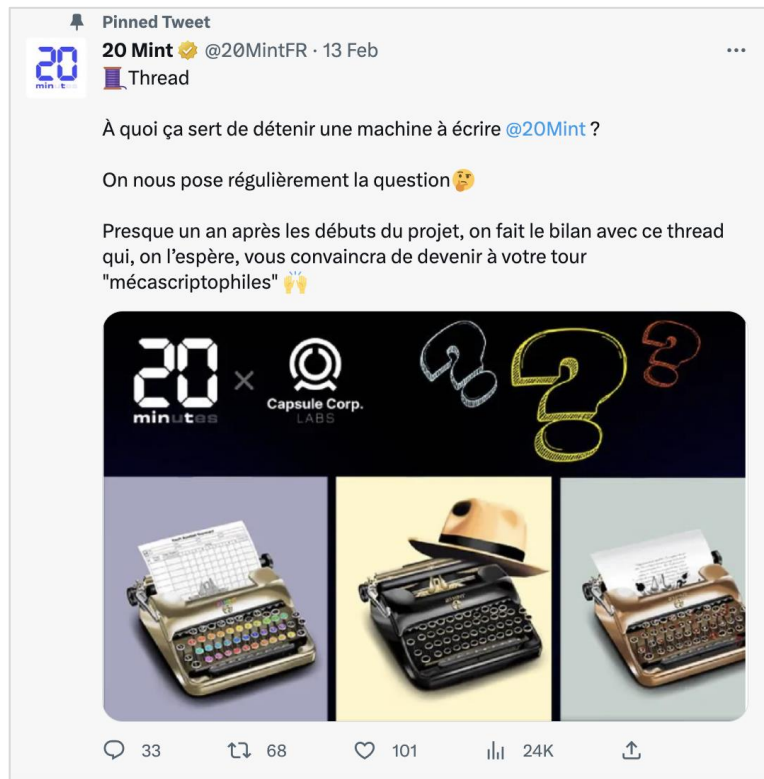 Pinned Tweet
20 Mint @20MintFR · 13 Feb
20
minutes
🧵Thread
À quoi ça sert de détenir une machine à écrire @20Mint ?
On nous pose régulièrement la question🤔
Presque un an après les débuts du projet, on fait le bilan avec ce thread
qui, on l’espère, vous convaincra de devenir à votre tour
"mécascriptophiles" 🙌
20
minutes
×
Capsule Corp.
LABS
? ? ?
33 68 101 24K